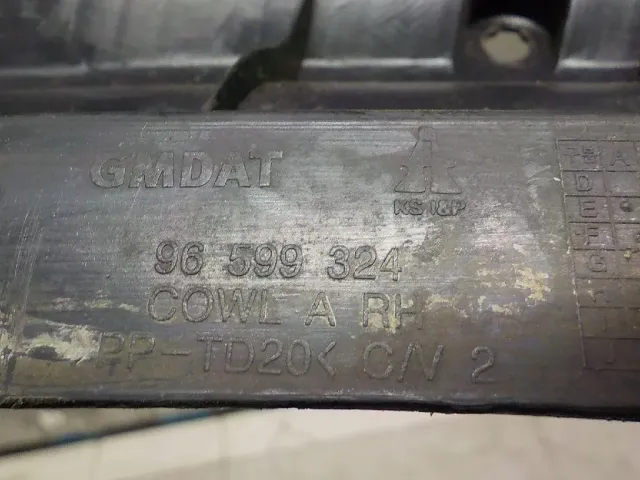 GMDAT
KS I&P
96 599 324
COWL A RH
PP-TD20< C/V 2
A
D
E
F
G